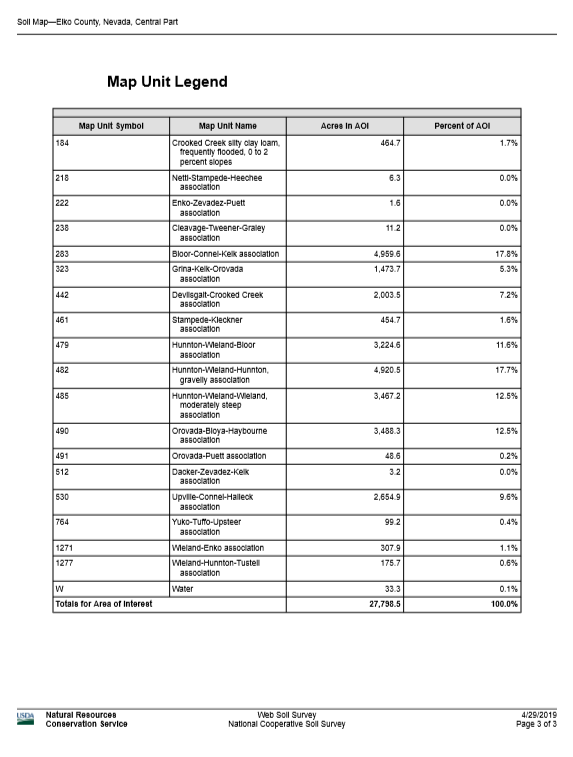 Soil Map—Elko County, Nevada, Central Part
Map Unit Legend
Map Unit Symbol Map Unit Name Acres in AOI Percent of AOI
184 Crooked Creek silty clay loam, 464.7 1.7%
frequently flooded, 0 to 2
percent slopes
218 Netti-Stampede-Heechee 6.3 0.0%
association
222 Enko-Zevadez-Puett 1.6 0.0%
association
238 Cleavage-Tweener-Graley 11.2 0.0%
association
283 Bloor-Connel-Kelk association 4,959.6 17.8%
323 Grina-Kelk-Orovada 1,473.7 5.3%
association
442 Devilsgait-Crooked Creek 2,003.5 7.2%
association
461 Stampede-Kleckner 454.7 1.6%
association
479 Hunnton-Wieland-Bloor 3,224.6 11.6%
association
482 Hunnton-Wieland-Hunnton, 4,920.5 17.7%
gravelly association
485 Hunnton-Wieland-Wieland, 3,467.2 12.5%
moderately steep
association
490 Orovada-Bioya-Haybourne 3,488.3 12.5%
association
491 Orovada-Puett association 48.6 0.2%
512 Dacker-Zevadez-Kelk 3.2 0.0%
association
530 Upville-Connel-Halleck 2,654.9 9.6%
association
764 Yuko-Tuffo-Upsteer 99.2 0.4%
association
1271 Wieland-Enko association 307.9 1.1%
1277 Wieland-Hunnton-Tustell 175.7 0.6%
association
W Water 33.3 0.1%
Totals for Area of Interest 27,798.5 100.0%
USDA Natural Resources Web Soil Survey 4/29/2019
Conservation Service National Cooperative Soil Survey Page 3 of 3